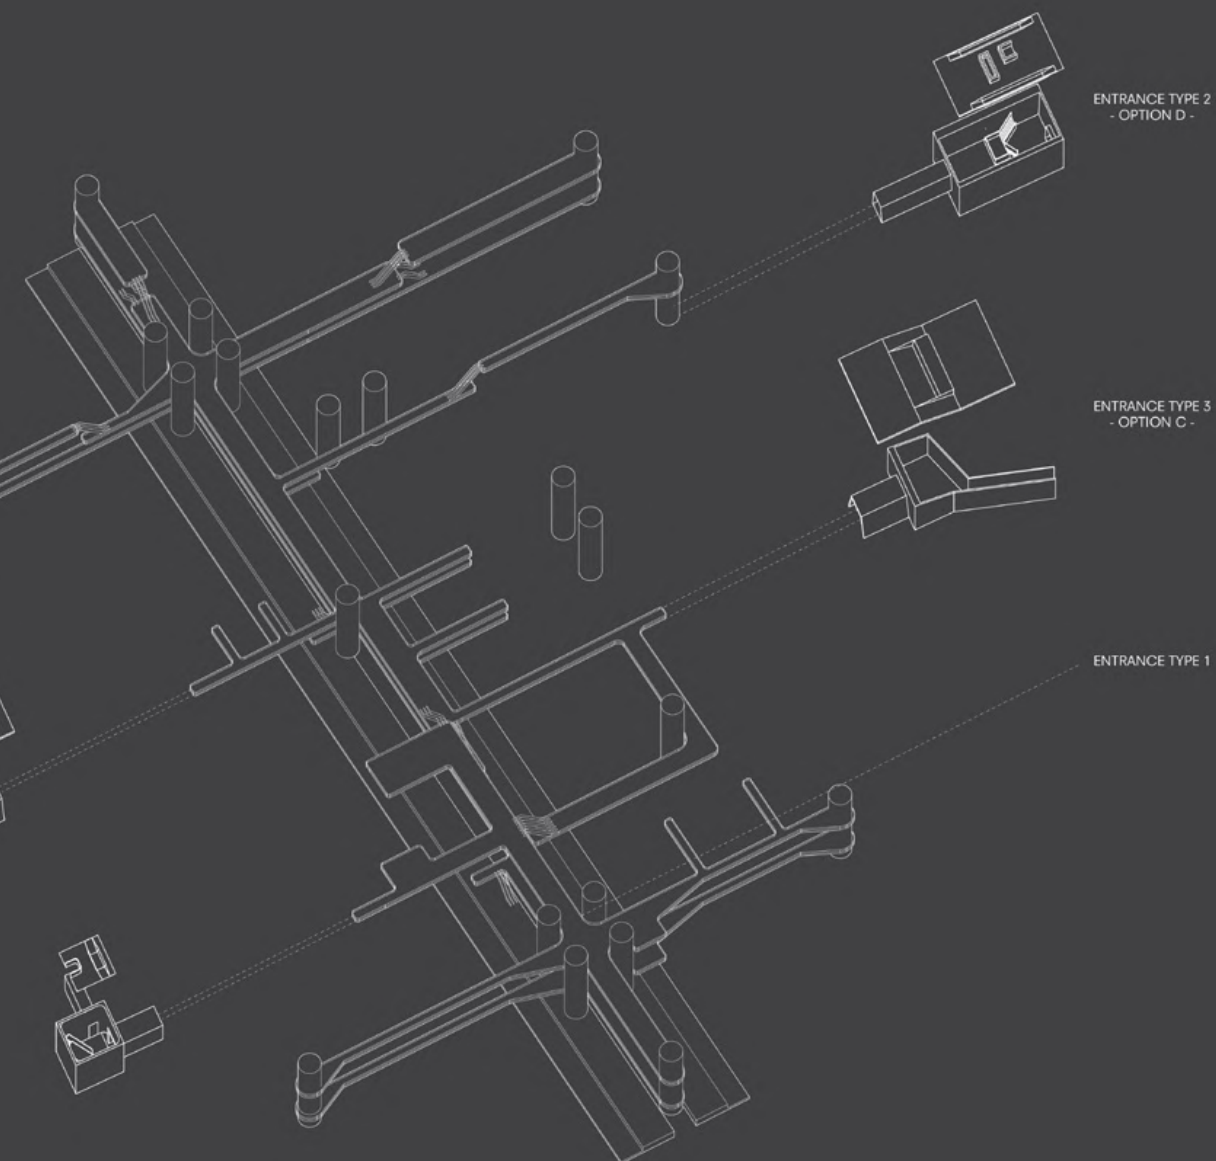 ENTRANCE TYPE 2
- OPTION D -
ENTRANCE TYPE 3
- OPTION C -
ENTRANCE TYPE 1